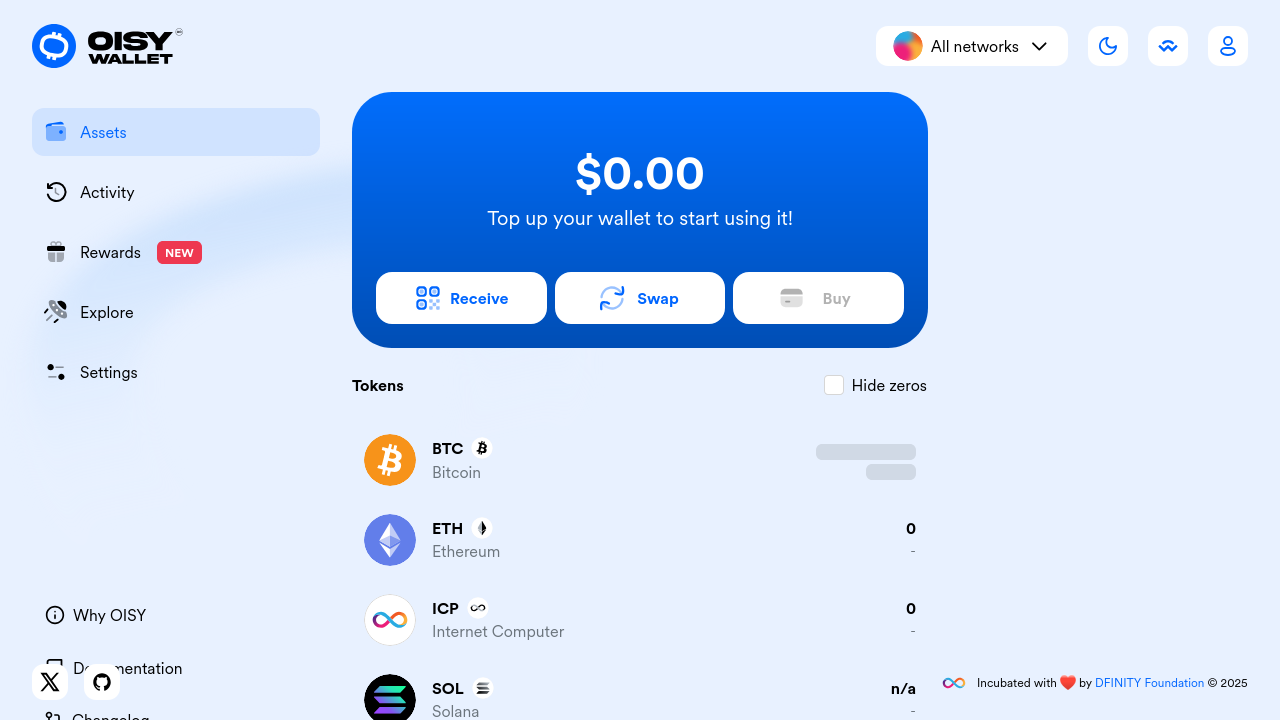 OISY
WALLET
All networks
Assets
Activity
Rewards NEW
Explore
Settings
$0.00
Top up your wallet to start using it!
Receive
Swap
Buy
Tokens
Hide zeros
BTC
Bitcoin
ETH
0
Ethereum
-
ICP
0
Internet Computer
-
SOL
n/a
Solana
-
Why OISY
Documentation
Changelog
Incubated with ❤️ by DFINITY Foundation © 2025